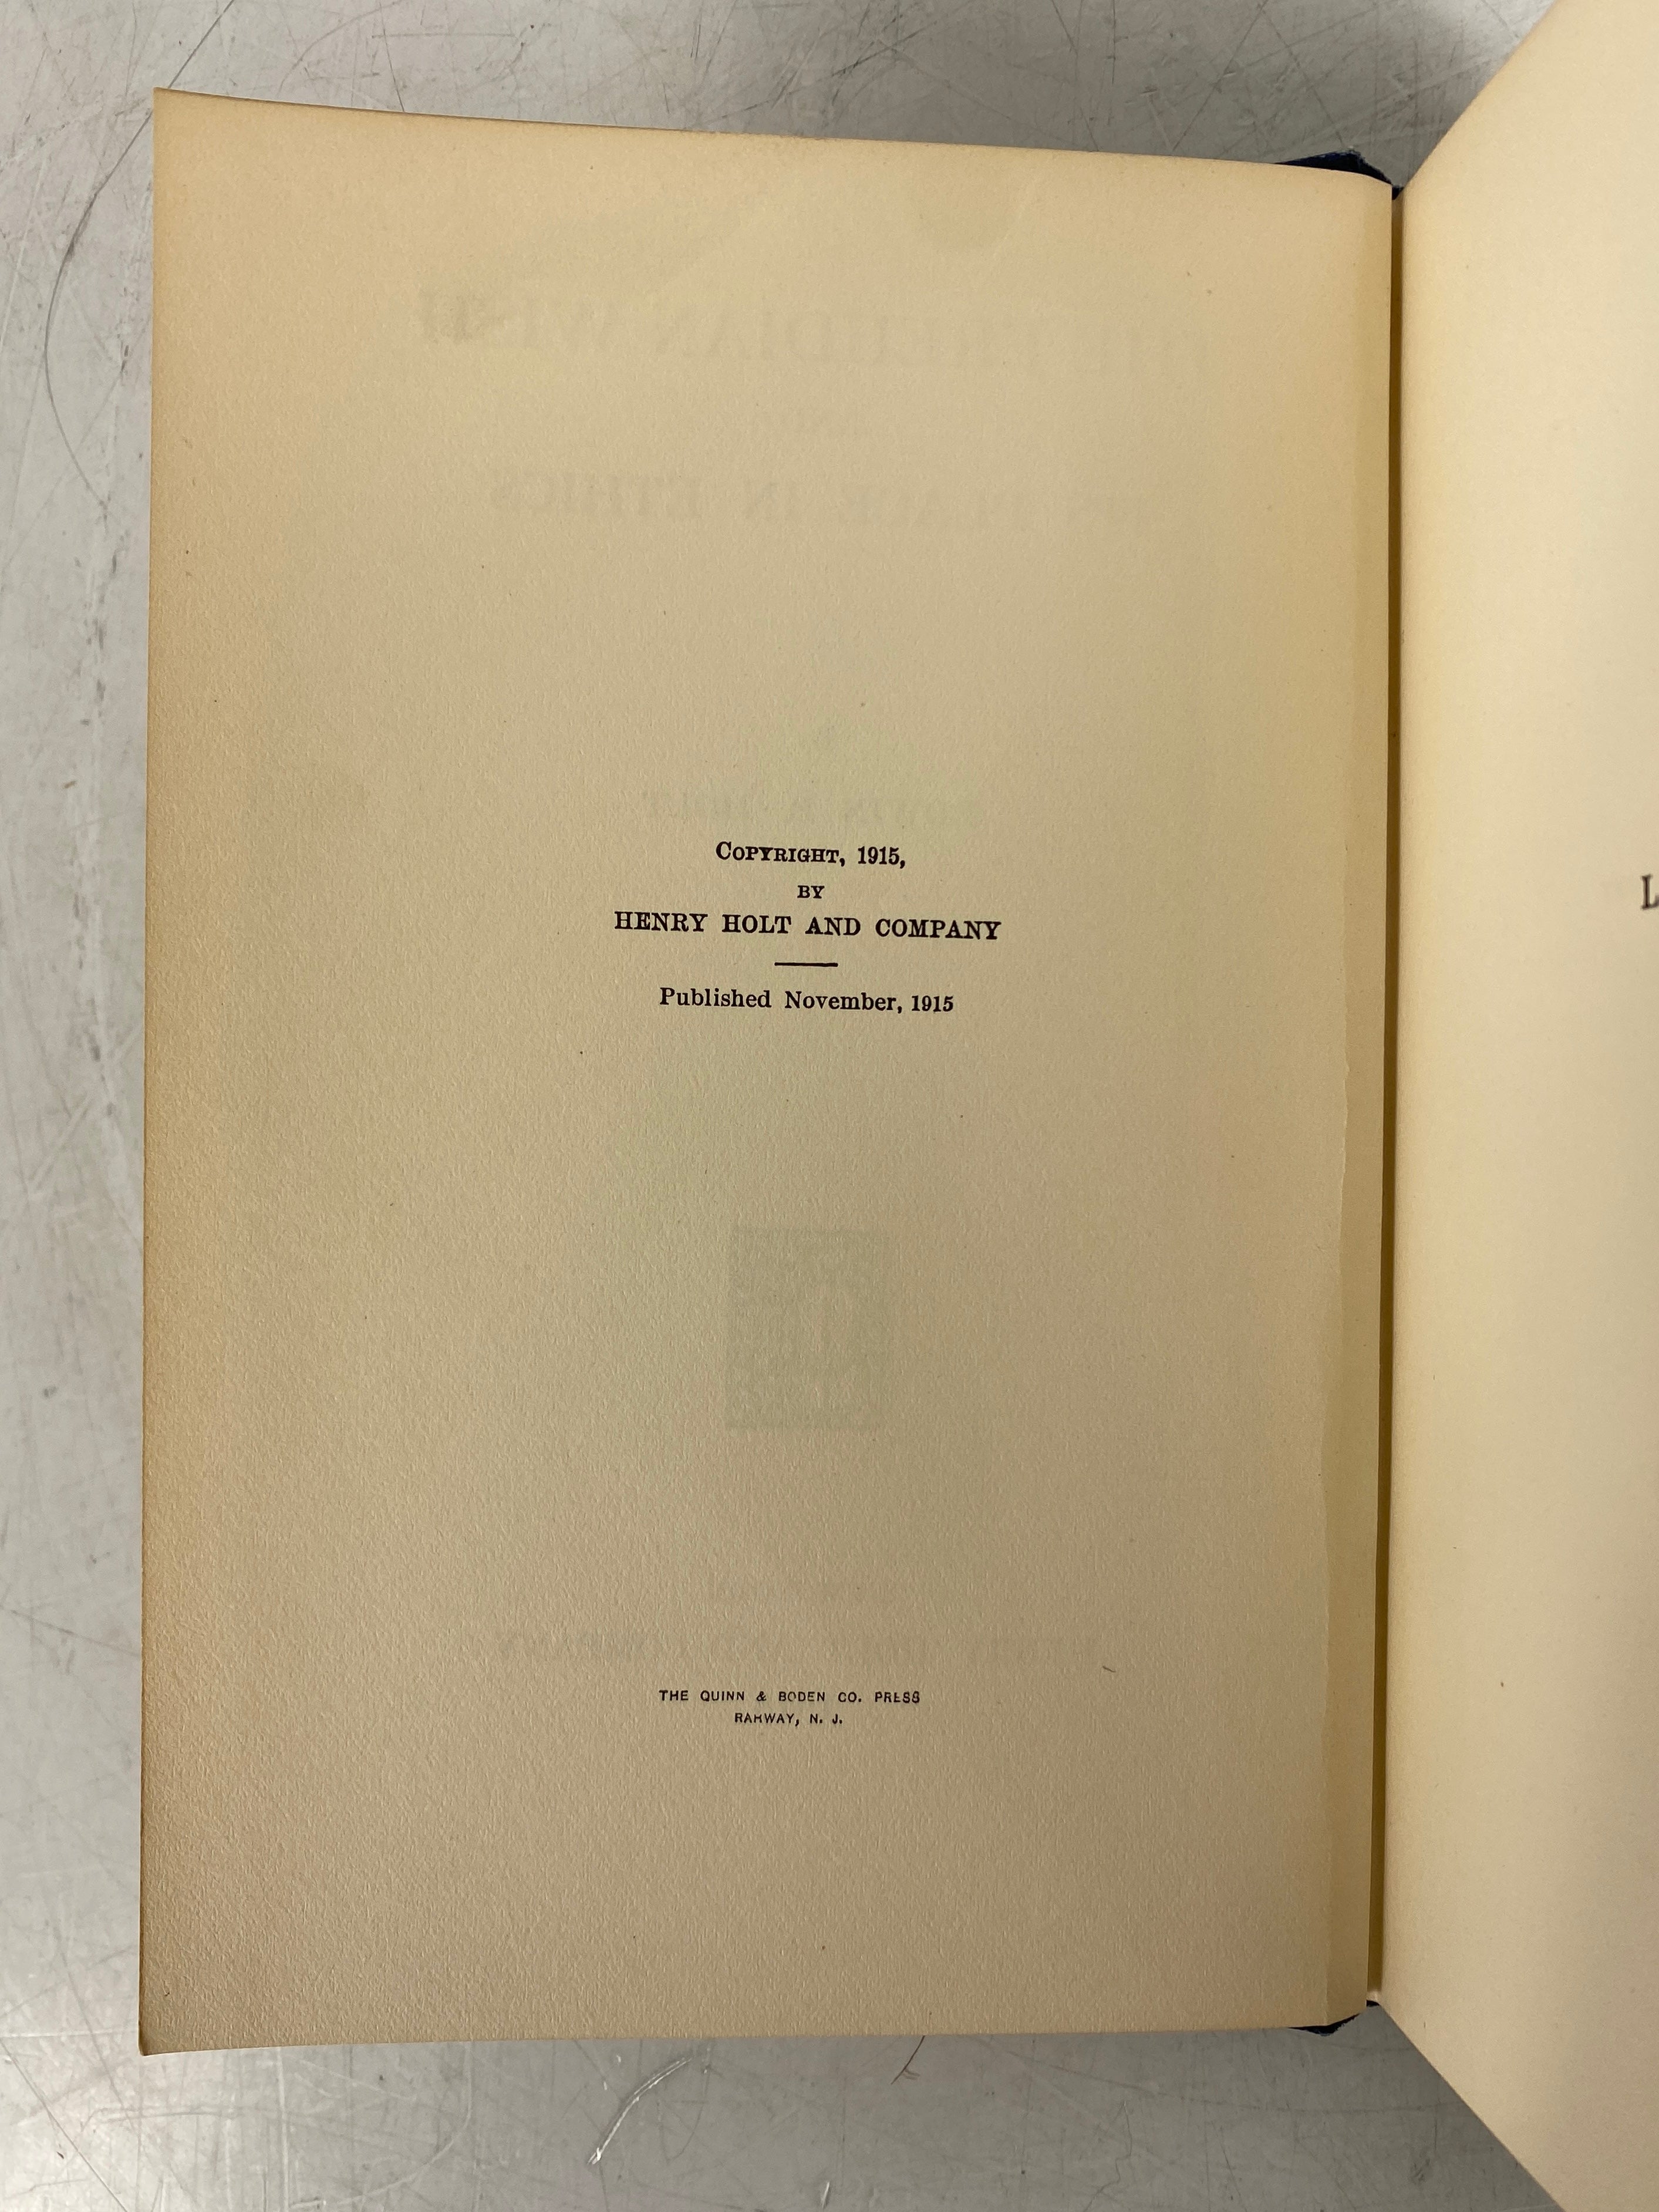 COPYRIGHT, 1915,
BY
HENRY HOLT AND COMPANY
Published November, 1915
THE QUINN & BODEN CO. PRESS
RAHWAY, N. J.
L